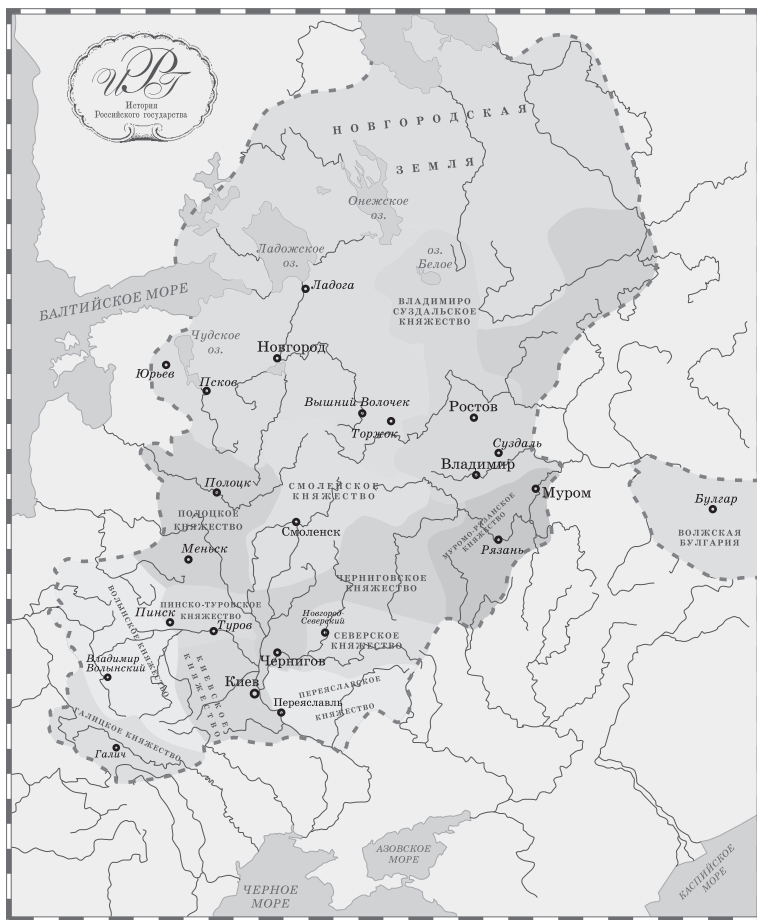 ИРГ
История
Российского государства
НОВГОРОДСКАЯ
ЗЕМЛЯ
Онежское
оз.
Ладожское
оз.
оз.
Белое
Ладога
БАЛТИЙСКОЕ МОРЕ
ВЛАДИМИРО
СУЗДАЛЬСКОЕ
КНЯЖЕСТВО
Чудское
оз.
Новгород
Юрьев
Псков
Вышний Волочек
Торжок
Ростов
Суздаль
Владимир
Полоцк
СМОЛЕНСКОЕ
КНЯЖЕСТВО
Муром
МУРОМО-РЯЗАНСКОЕ
КНЯЖЕСТВО
Булгар
ПОЛОЦКОЕ
КНЯЖЕСТВО
Смоленск
Рязань
ВОЛЖСКАЯ
БУЛГАРИЯ
Меньск
ЧЕРНИГОВСКОЕ
КНЯЖЕСТВО
ВОЛЫНСКОЕ КНЯЖЕСТВО
ПИНСКО-ТУРОВСКОЕ
КНЯЖЕСТВО
Пинск
Туров
Новгород-
Северский
СЕВЕРСКОЕ
КНЯЖЕСТВО
Владимир
Волынский
КИЕВСКОЕ
КНЯЖЕСТВО
Чернигов
Киев
ПЕРЕЯСЛАВСКОЕ
КНЯЖЕСТВО
Переяславль
ГАЛИЦКОЕ КНЯЖЕСТВО
Галич
АЗОВСКОЕ
МОРЕ
КАСПИЙСКОЕ
МОРЕ
ЧЕРНОЕ
МОРЕ